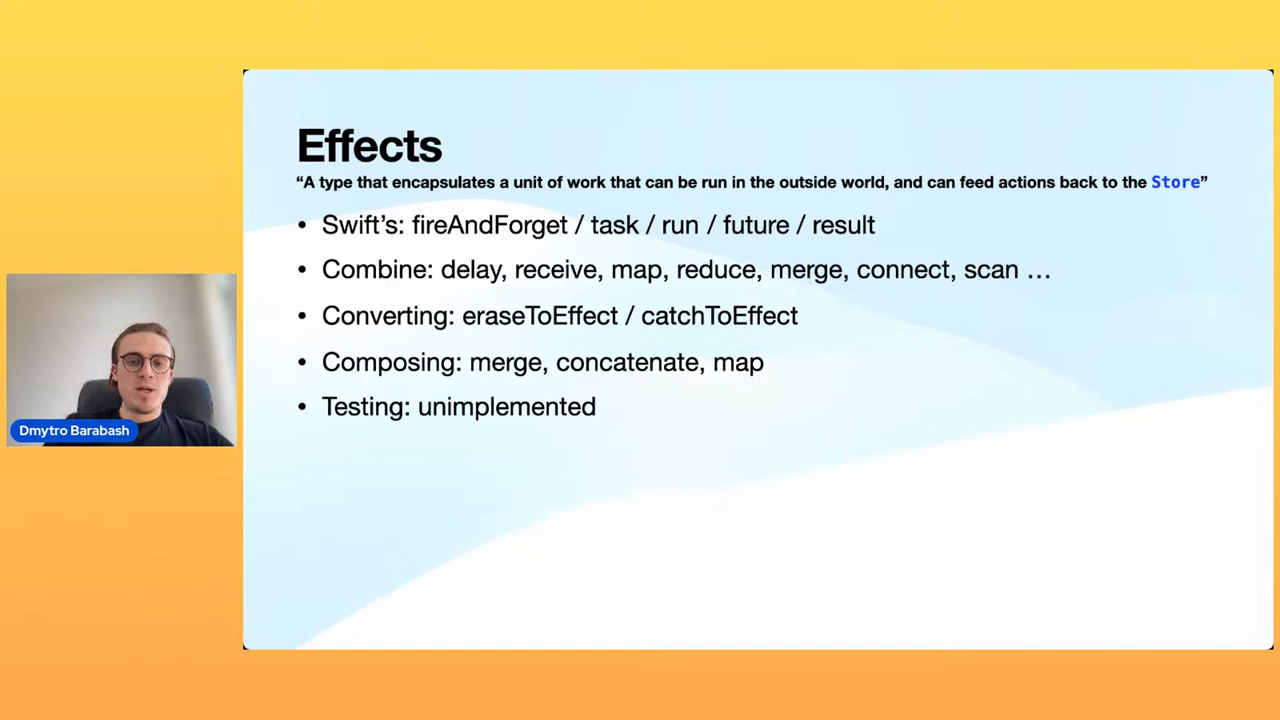 Effects
“A type that encapsulates a unit of work that can be run in the outside world, and can feed actions back to the Store”
• Swift’s: fireAndForget / task / run / future / result
• Combine: delay, receive, map, reduce, merge, connect, scan …
• Converting: eraseToEffect / catchToEffect
• Composing: merge, concatenate, map
• Testing: unimplemented
Dmytro Barabash